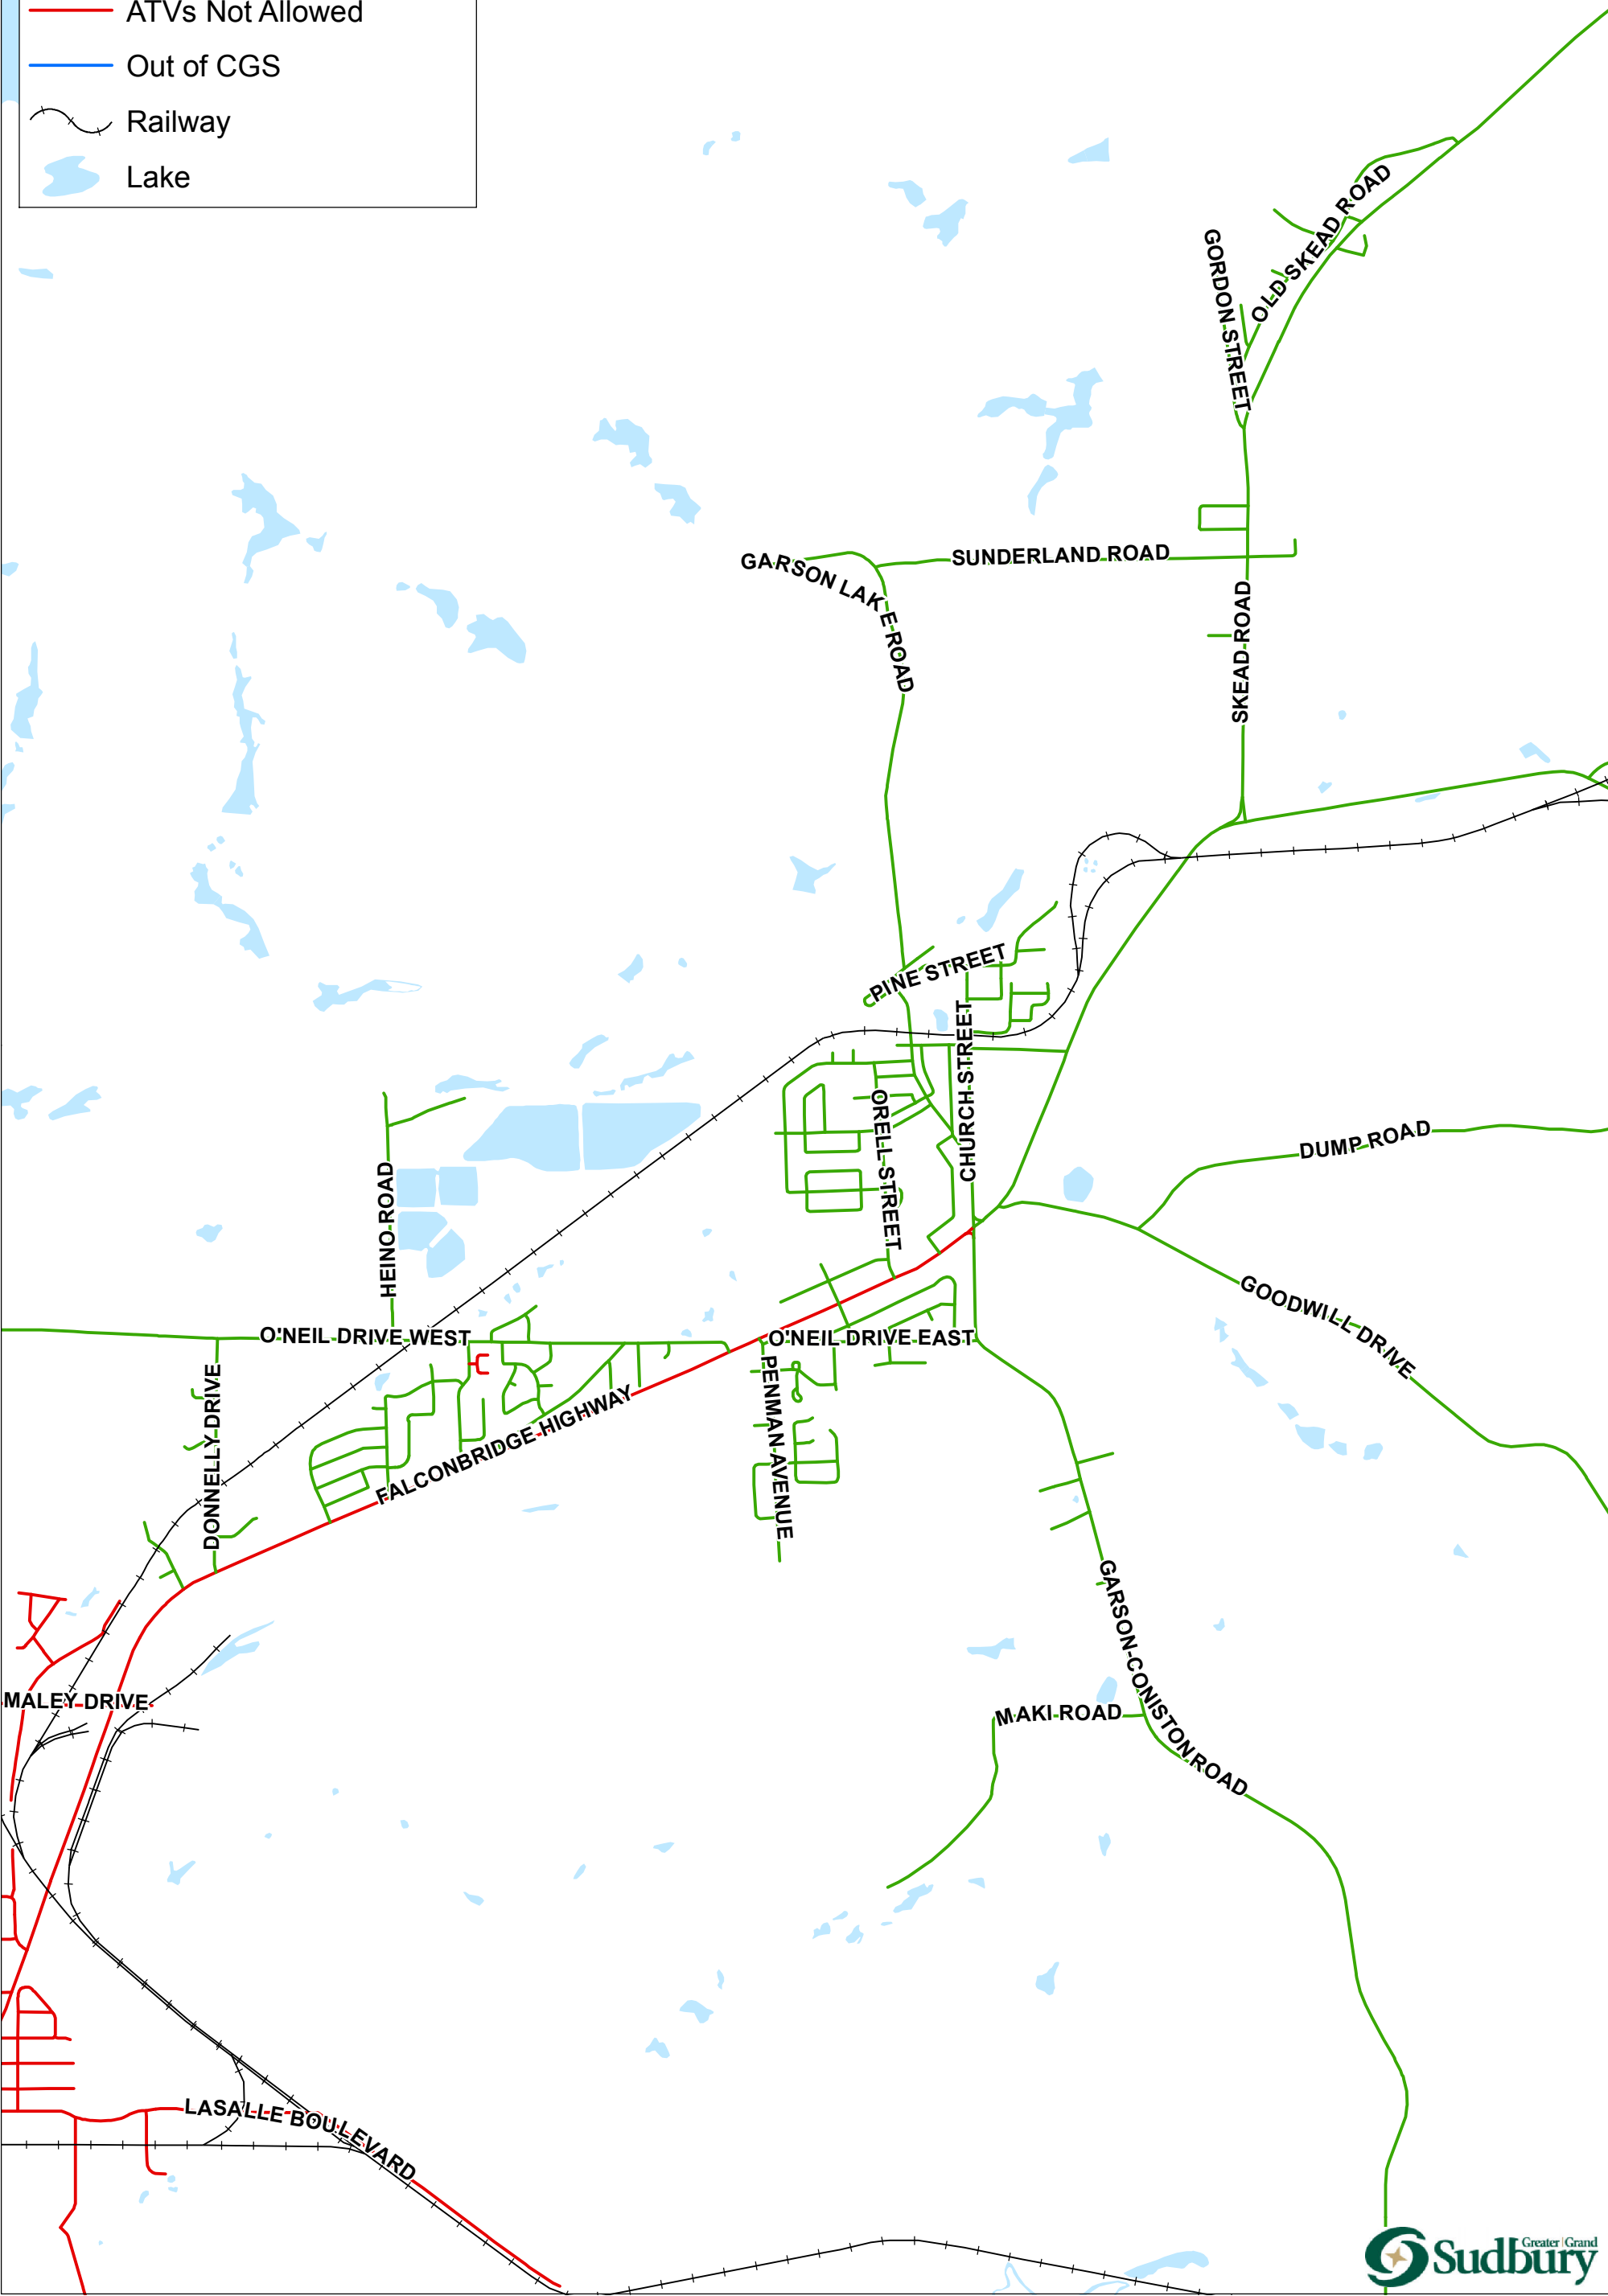 ATVs Not Allowed
Out of CGS
Railway
Lake
OLD SKEAD ROAD
GORDON STREET
SUNDERLAND ROAD
GARSON LAKE ROAD
SKEAD ROAD
PINE STREET
CHURCH STREET
ORELL STREET
DUMP ROAD
HEINO ROAD
GOODWILL DRIVE
O'NEIL DRIVE WEST
O'NEIL DRIVE EAST
DONNELLY DRIVE
PENMAN AVENUE
FALCONBRIDGE HIGHWAY
GARSON-CONISTON ROAD
MALEY DRIVE
MAKI ROAD
LASALLE BOULEVARD
Greater Grand
Sudbury